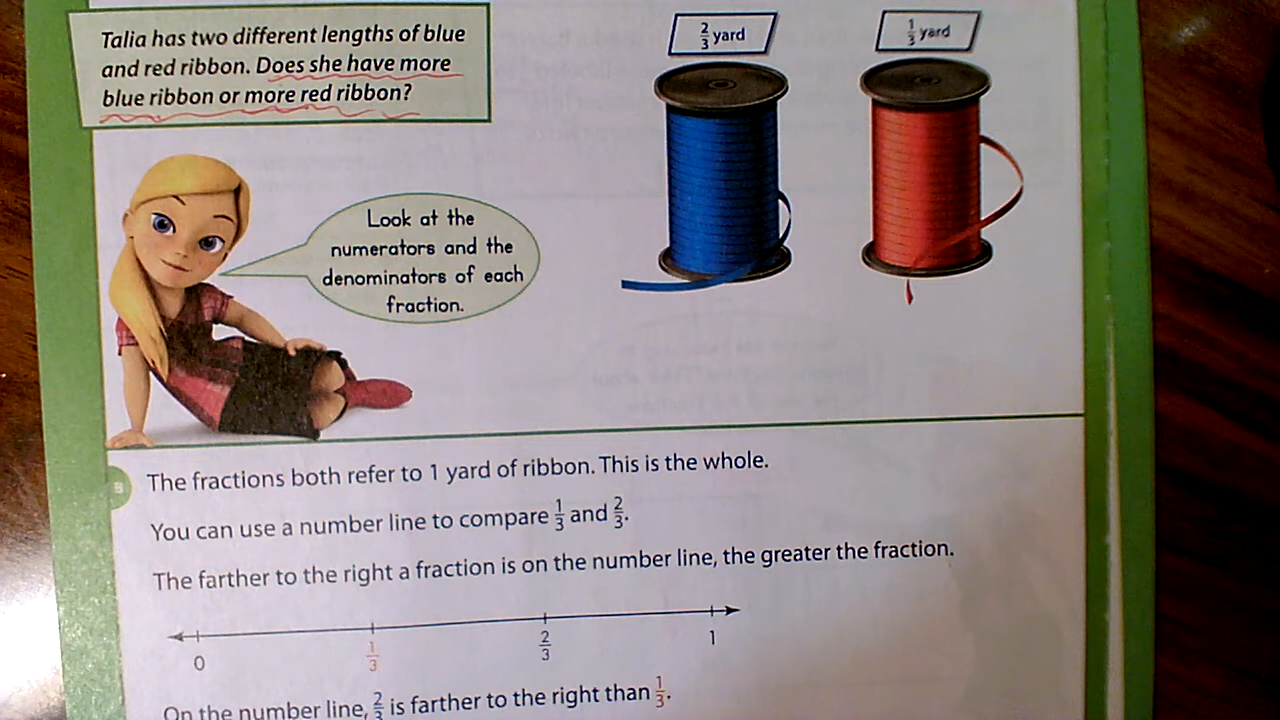 Talia has two different lengths of blue
and red ribbon. Does she have more
blue ribbon or more red ribbon?
2/3 yard
1/3 yard
Look at the
numerators and the
denominators of each
fraction.
B
The fractions both refer to 1 yard of ribbon. This is the whole.
You can use a number line to compare 1/3 and 2/3.
The farther to the right a fraction is on the number line, the greater the fraction.
0 1/3 2/3 1
On the number line, 2/3 is farther to the right than 1/3.